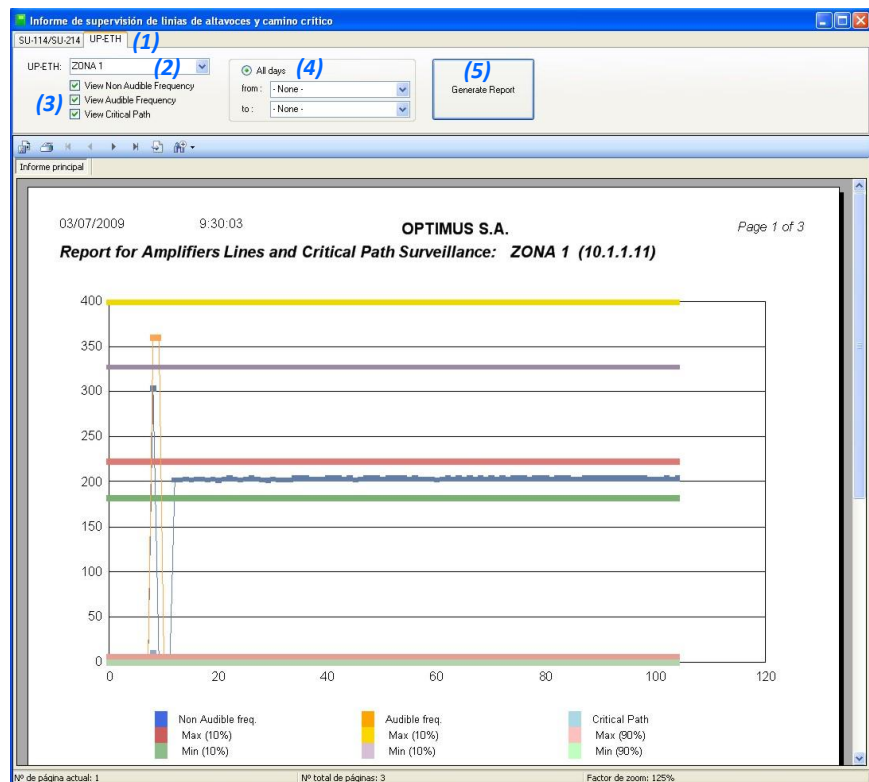 Informe de supervisión de linias de altavoces y camino crítico
SU-114/SU-214 UP-ETH (1)
UP-ETH: ZONA 1 (2)
(3)
View Non Audible Frequency
View Audible Frequency
View Critical Path
All days (4)
from : - None -
to : - None -
(5)
Generate Report
Informe principal
03/07/2009 9:30:03 OPTIMUS S.A. Page 1 of 3
Report for Amplifiers Lines and Critical Path Surveillance: ZONA 1 (10.1.1.11)
400
350
300
250
200
150
100
50
0
0 20 40 60 80 100 120
Non Audible freq. Audible freq. Critical Path
Max (10%) Max (10%) Max (90%)
Min (10%) Min (10%) Min (90%)
Nº de página actual: 1 Nº total de páginas: 3 Factor de zoom: 125%